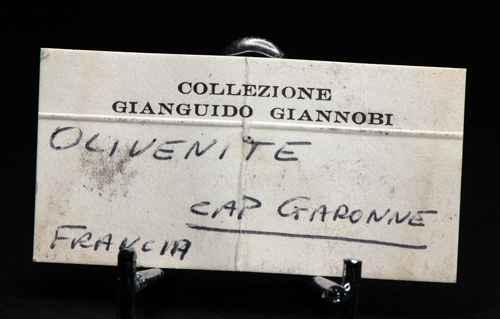 COLLEZIONE
GIANGUIDO GIANNOBI
OLIVENITE
CAP GARONNE
FRANCIA